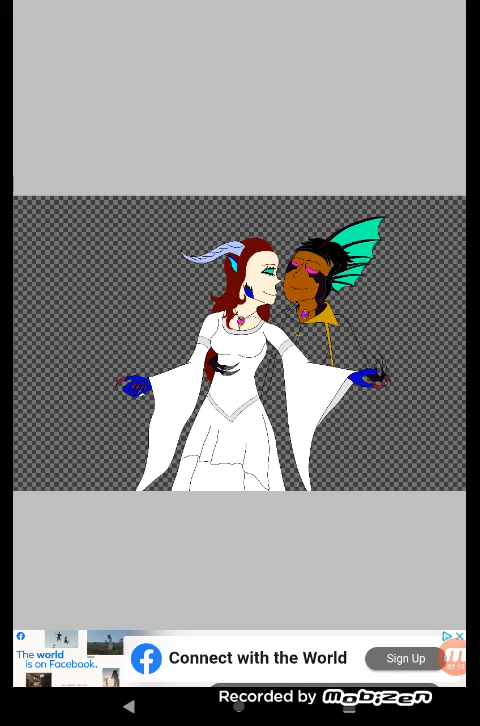 The world
is on Facebook.
Connect with the World
Sign Up
Recorded by mobizen